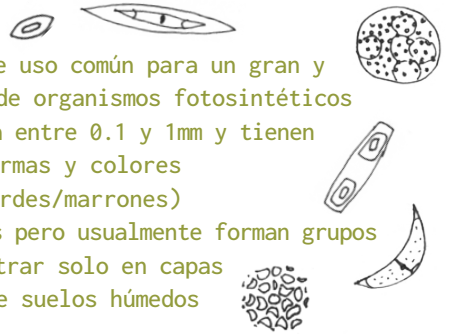 e uso común para un gran y
de organismos fotosintéticos
entre 0.1 y 1mm y tienen
rmas y colores
rdes/marrones)
s pero usualmente forman grupos
trar solo en capas
e suelos húmedos